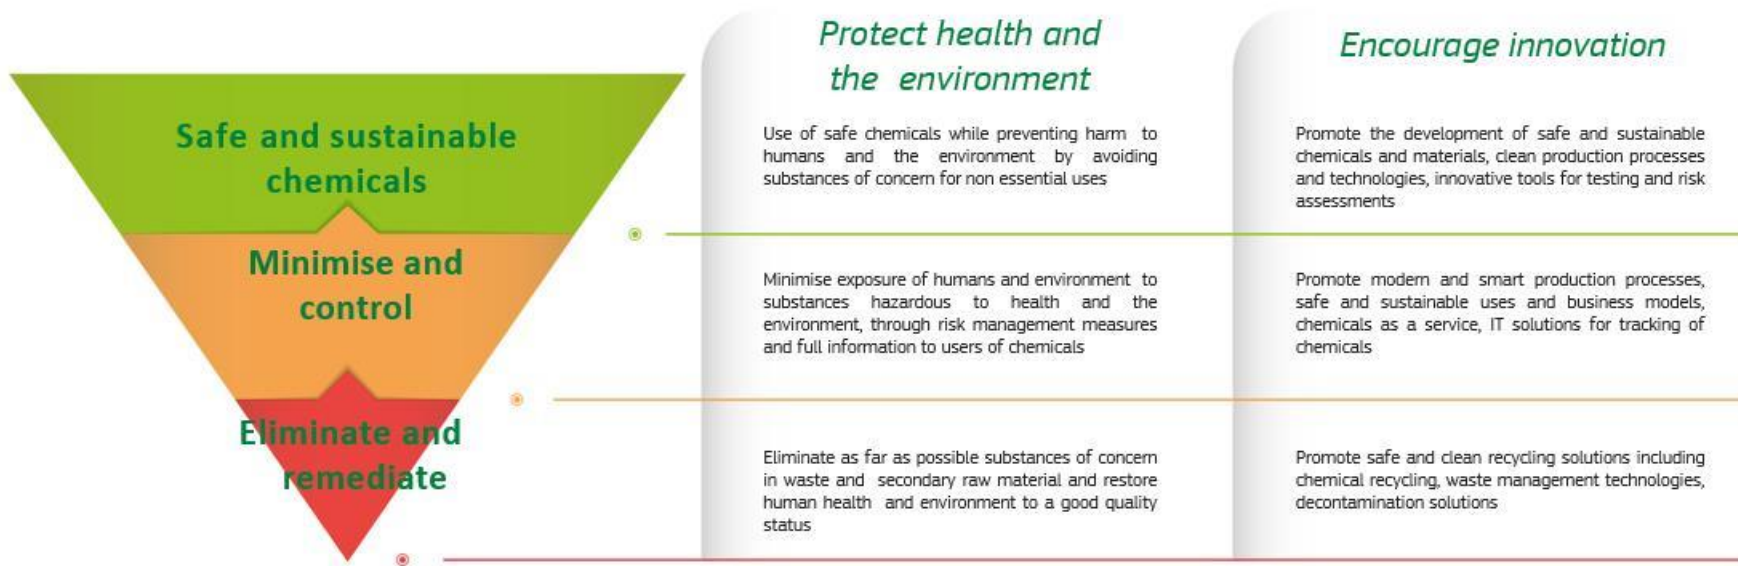 Protect health and
the environment
Encourage innovation
Safe and sustainable
chemicals
Use of safe chemicals while preventing harm to
humans and the environment by avoiding
substances of concern for non essential uses
Promote the development of safe and sustainable
chemicals and materials, clean production processes
and technologies, innovative tools for testing and risk
assessments
Minimise and
control
Minimise exposure of humans and environment to
substances hazardous to health and the
environment, through risk management measures
and full information to users of chemicals
Promote modern and smart production processes,
safe and sustainable uses and business models,
chemicals as a service, IT solutions for tracking of
chemicals
Eliminate and
remediate
Eliminate as far as possible substances of concern
in waste and secondary raw material and restore
human health and environment to a good quality
status
Promote safe and clean recycling solutions including
chemical recycling, waste management technologies,
decontamination solutions